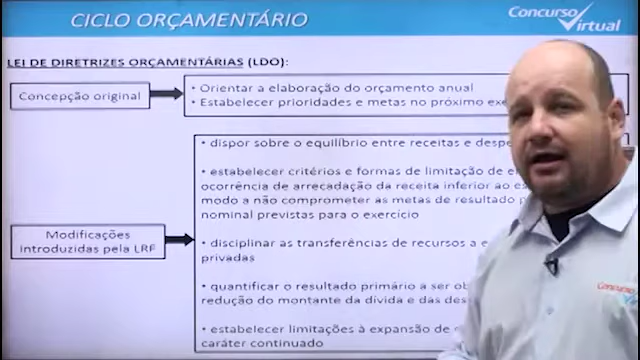 CICLO ORÇAMENTÁRIO
Concurso
Virtual
LEI DE DIRETRIZES ORÇAMENTÁRIAS (LDO):
Concepção original
• Orientar a elaboração do orçamento anual
• Estabelecer prioridades e metas no próximo
Modificações
introduzidas pela LRF
• dispor sobre o equilíbrio entre receitas e
• estabelecer critérios e formas de limitação de
ocorrência de arrecadação da receita inferior ao
modo a não comprometer as metas de resultado
nominal previstas para o exercício
• disciplinar as transferências de recursos a
privadas
• quantificar o resultado primário a ser
redução do montante da dívida e das
• estabelecer limitações à expansão de
caráter continuado
Concurso